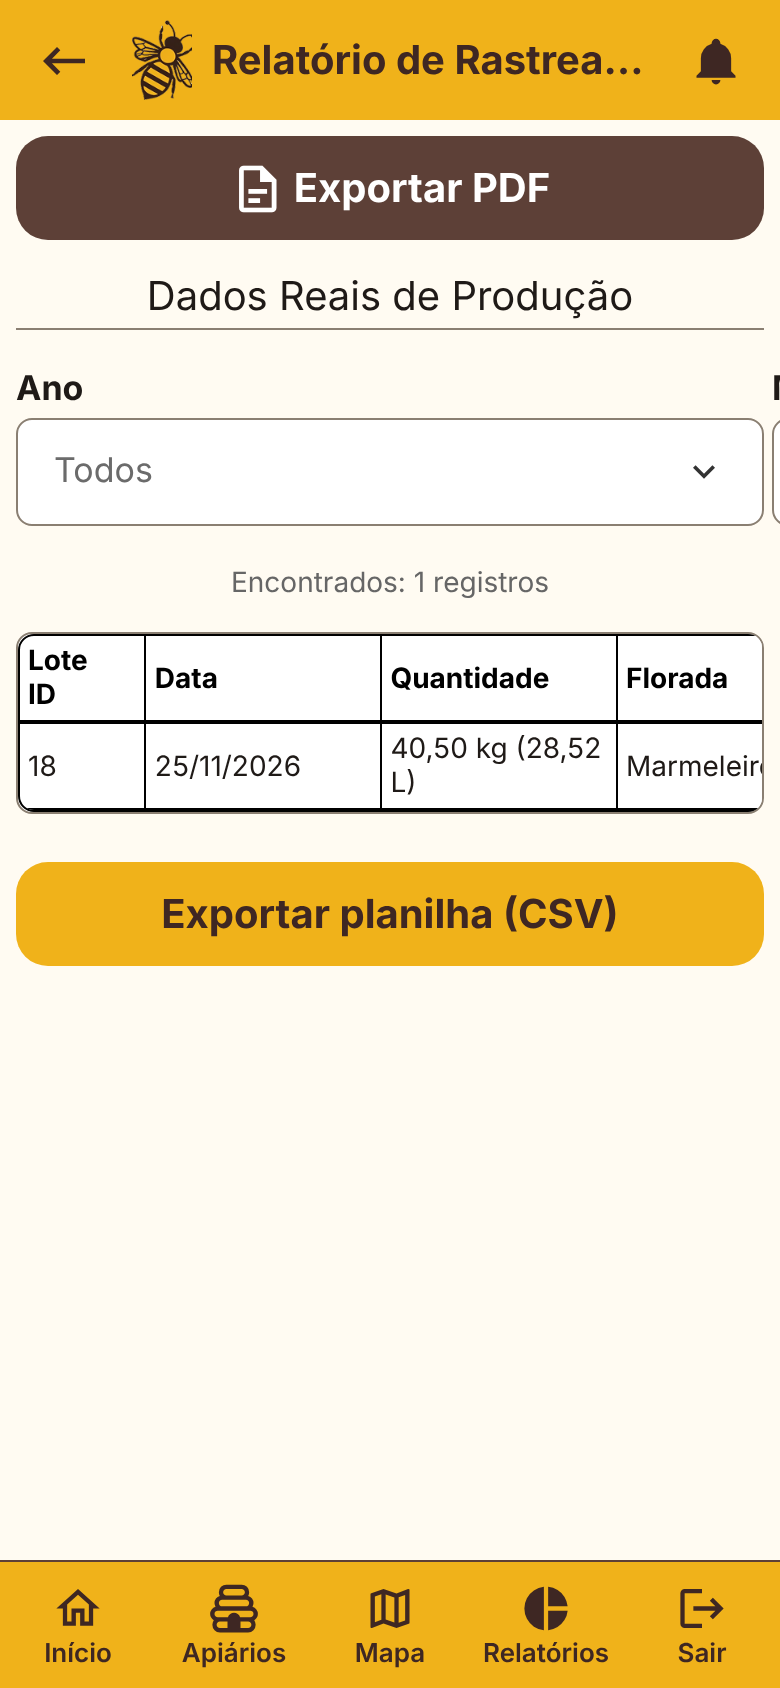 Relatório de Rastrea...
Exportar PDF
Dados Reais de Produção
Ano
Todos
Encontrados: 1 registros
Lote ID
Data
Quantidade
Florada
18
25/11/2026
40,50 kg (28,52 L)
Marmeleir
Exportar planilha (CSV)
Início
Apiários
Mapa
Relatórios
Sair